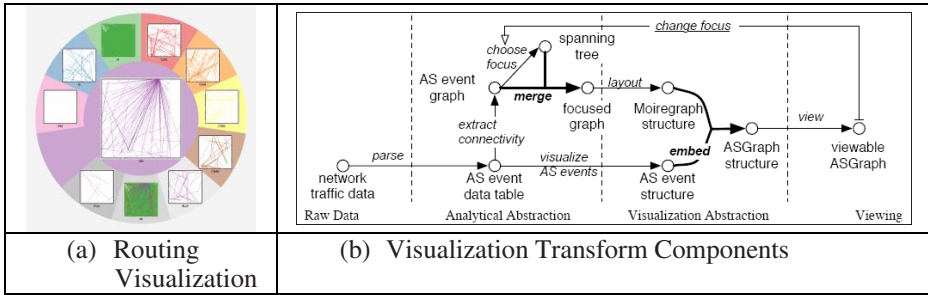 change focus
choose
focus
spanning
tree
AS event
graph
merge
focused
graph
layout
Moiregraph
structure
extract
connectivity
embed
ASGraph
structure
view
viewable
ASGraph
parse
network
traffic data
AS event
data table
visualize
AS events
AS event
structure
Raw Data
Analytical Abstraction
Visualization Abstraction
Viewing
(a) Routing
Visualization
(b) Visualization Transform Components